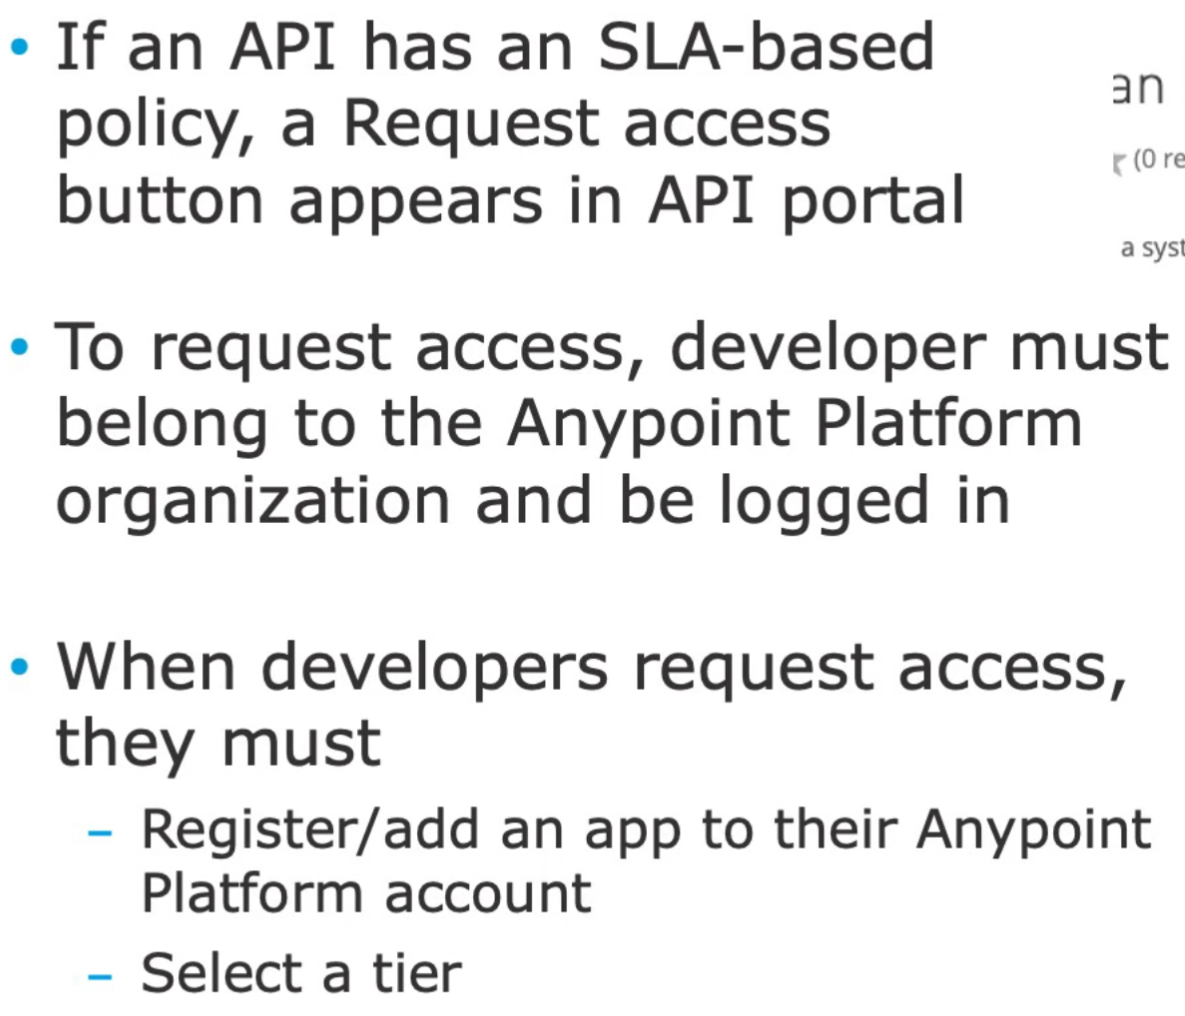 • If an API has an SLA-based
policy, a Request access
button appears in API portal
an
(0 re
a syst
• To request access, developer must
belong to the Anypoint Platform
organization and be logged in
• When developers request access,
they must
– Register/add an app to their Anypoint
Platform account
– Select a tier